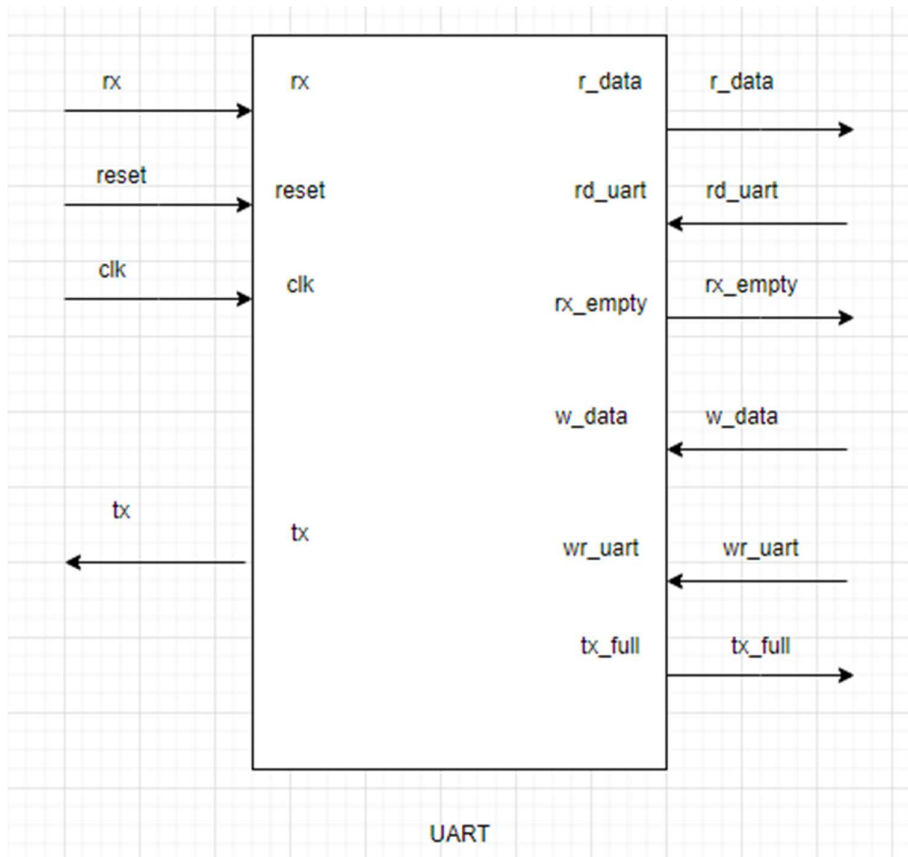 rx
rx
r_data
r_data
reset
reset
rd_uart
rd_uart
clk
clk
rx_empty
rx_empty
w_data
w_data
tx
tx
wr_uart
wr_uart
tx_full
tx_full
UART